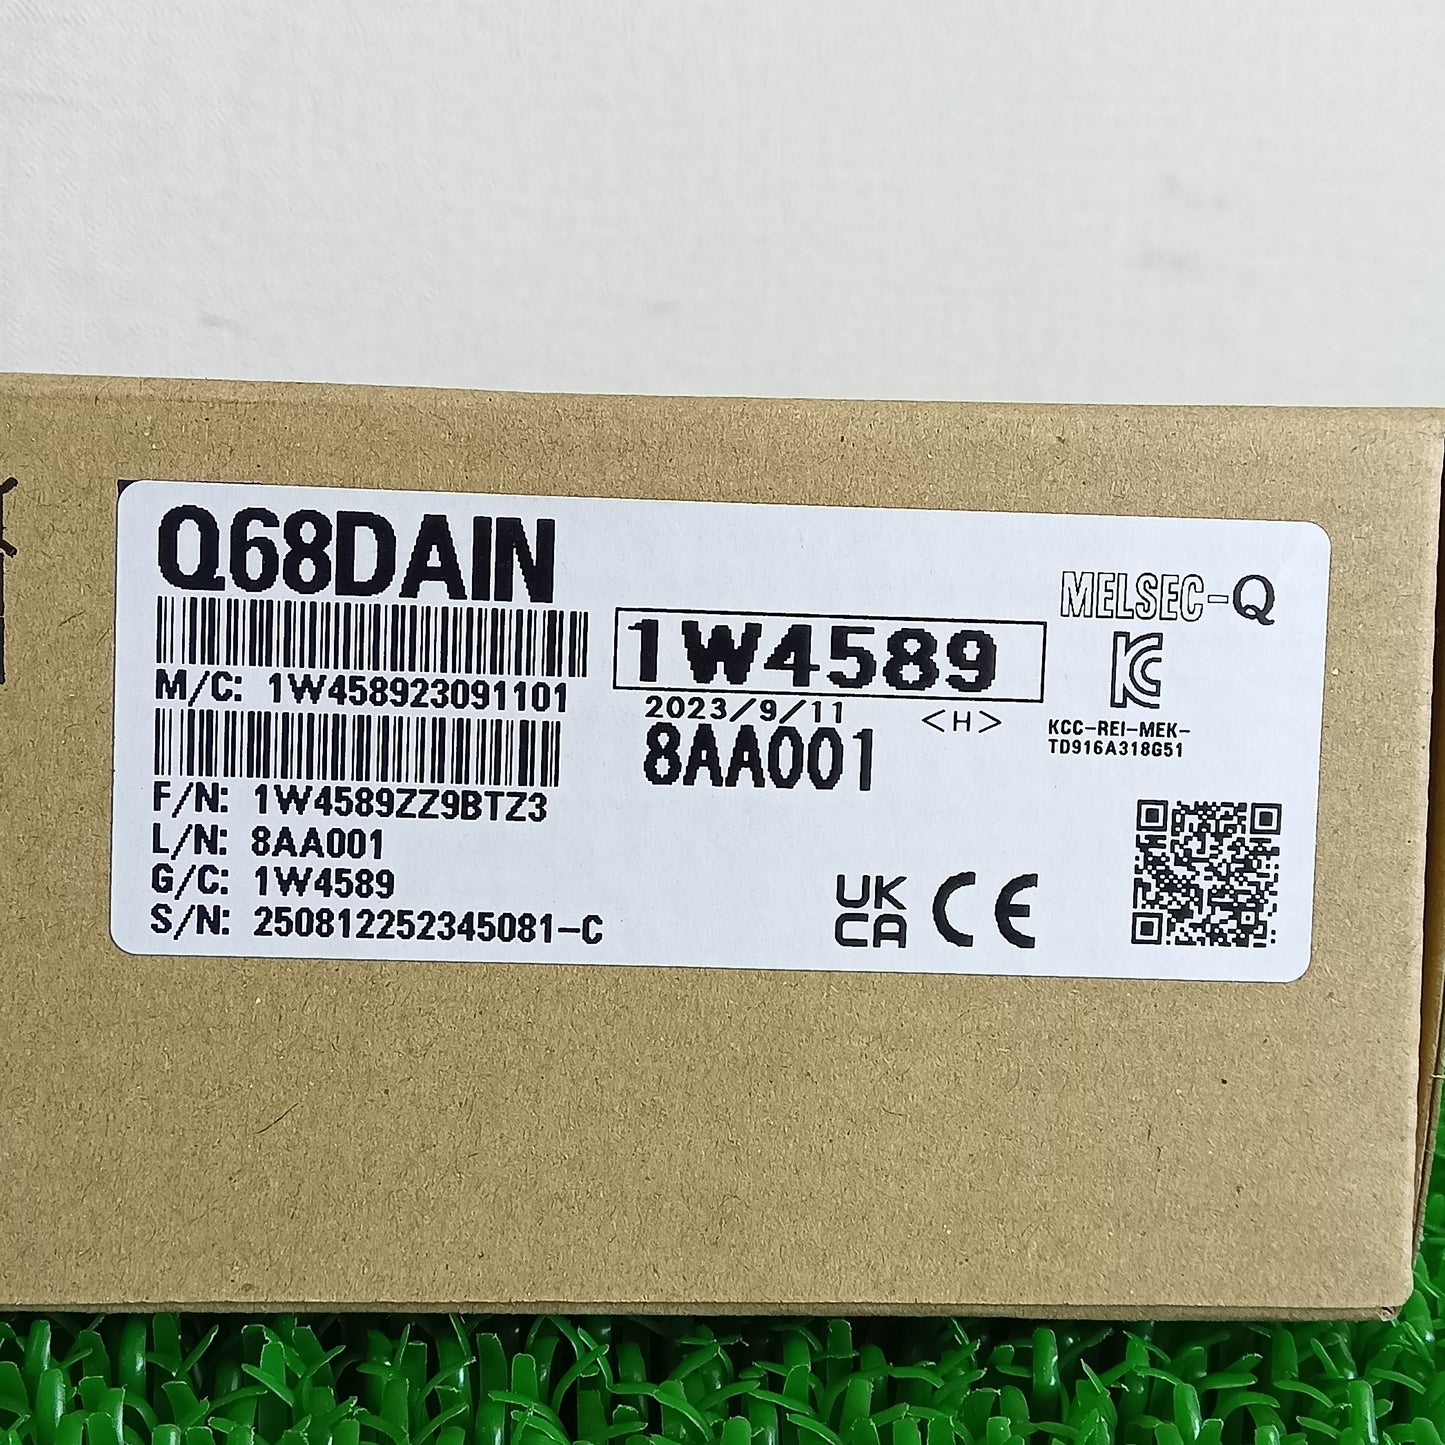 Q68DAIN
M/C: 1W458923091101
F/N: 1W4589ZZ9BTZ3
L/N: 8AA001
G/C: 1W4589
S/N: 250812252345081-C
1W4589
2023/9/11 <H>
8AA001
MELSEC-Q
KC
KCC-REI-MEK-
TD916A318G51
UK
CA CE